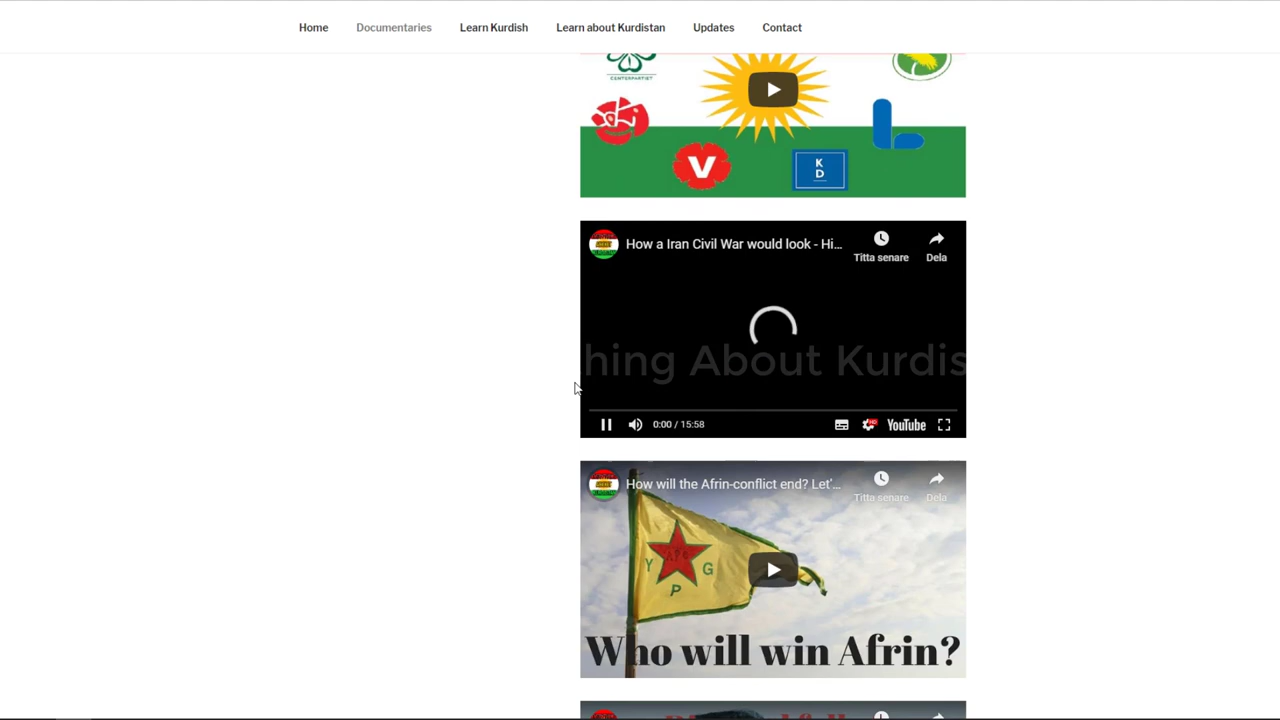 Home Documentaries Learn Kurdish Learn about Kurdistan Updates Contact
CENTERPARTIET
V
K
D
How a Iran Civil War would look - Hi...
Titta senare Dela
hing About Kurdis
0:00 / 15:58 HD YouTube
How will the Afrin-conflict end? Let'...
Titta senare Dela
Y P G
Who will win Afrin?